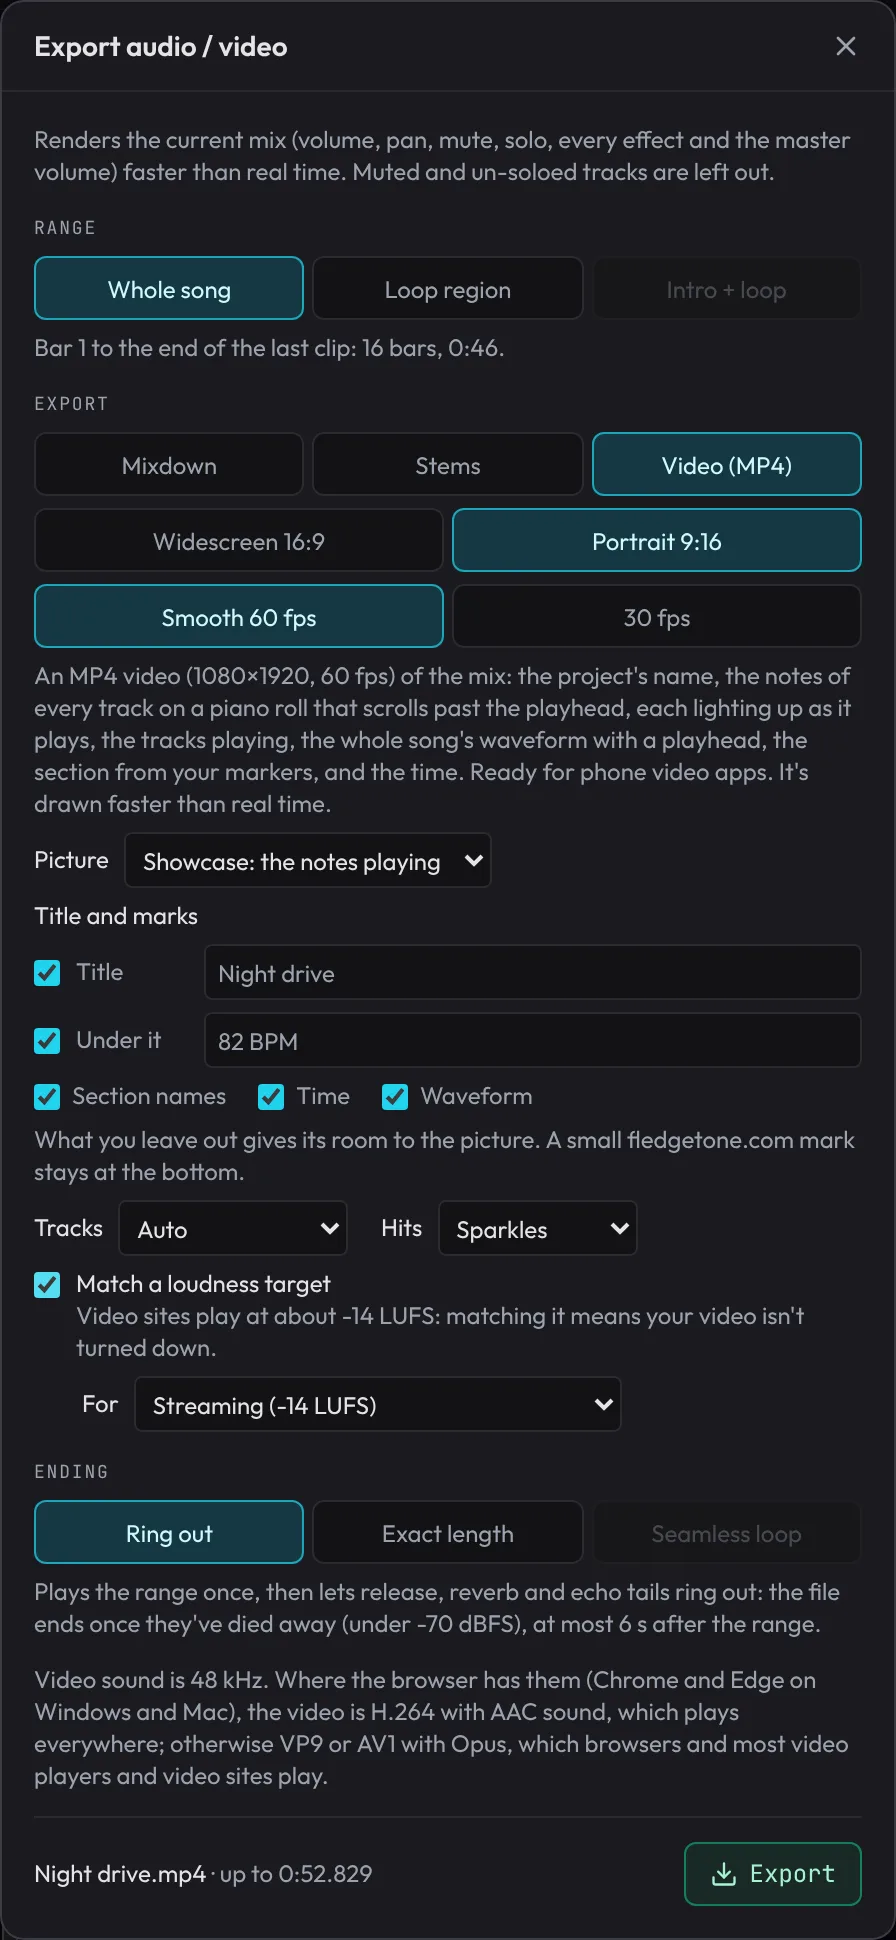 Export audio / video
Renders the current mix (volume, pan, mute, solo, every effect and the master
volume) faster than real time. Muted and un-soloed tracks are left out.
RANGE
Whole song
Loop region
Intro + loop
Bar 1 to the end of the last clip: 16 bars, 0:46.
EXPORT
Mixdown
Stems
Video (MP4)
Widescreen 16:9
Portrait 9:16
Smooth 60 fps
30 fps
An MP4 video (1080×1920, 60 fps) of the mix: the project's name, the notes of
every track on a piano roll that scrolls past the playhead, each lighting up as it
plays, the tracks playing, the whole song's waveform with a playhead, the
section from your markers, and the time. Ready for phone video apps. It's
drawn faster than real time.
Picture
Showcase: the notes playing
Title and marks
Title
Night drive
Under it
82 BPM
Section names
Time
Waveform
What you leave out gives its room to the picture. A small fledgetone.com mark
stays at the bottom.
Tracks
Auto
Hits
Sparkles
Match a loudness target
Video sites play at about -14 LUFS: matching it means your video isn't
turned down.
For
Streaming (-14 LUFS)
ENDING
Ring out
Exact length
Seamless loop
Plays the range once, then lets release, reverb and echo tails ring out: the file
ends once they've died away (under -70 dBFS), at most 6 s after the range.
Video sound is 48 kHz. Where the browser has them (Chrome and Edge on
Windows and Mac), the video is H.264 with AAC sound, which plays
everywhere; otherwise VP9 or AV1 with Opus, which browsers and most video
players and video sites play.
Night drive.mp4 · up to 0:52.829
Export